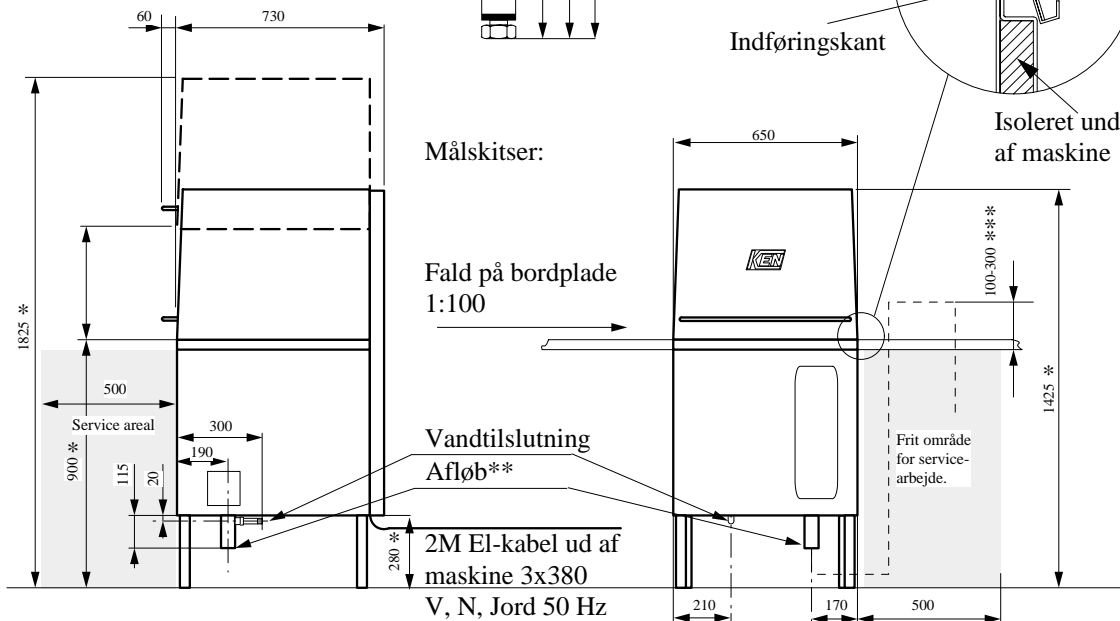 60
730
Indføringskant
Isoleret und
af maskine
Målskitser:
650
KEN
100-300 ***
Fald på bordplade
1:100
1825 *
1425 *
500
Service areal
300
190
900 *
115
20
Vandtilslutning
Afløb**
Frit område
for service-
arbejde.
280 *
2M El-kabel ud af
maskine 3x380
V, N, Jord 50 Hz
210
170
500